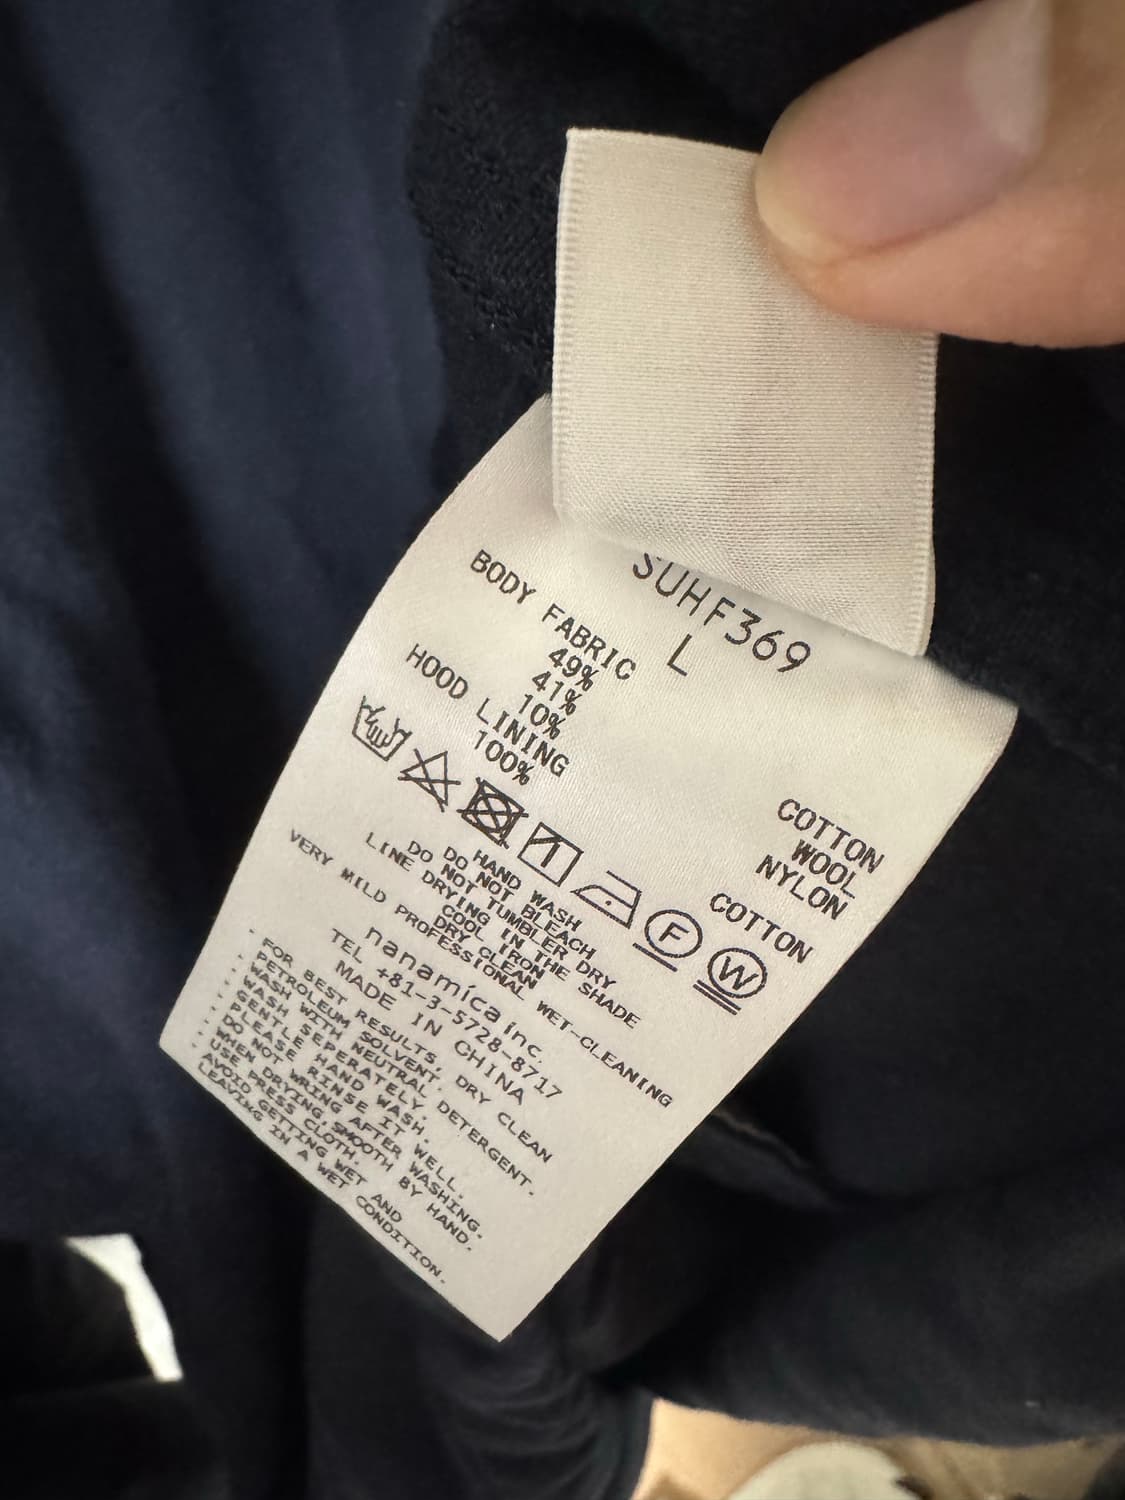 SUHF369
L
BODY FABRIC
49% COTTON
41% WOOL
10% NYLON
HOOD LINING
100% COTTON
F W
HAND WASH
DO NOT BLEACH
DO NOT TUMBLER DRY
LINE DRYING IN THE SHADE
COOL IRON
DRY CLEAN
VERY MILD PROFESSIONAL WET-CLEANING
nanamica inc.
TEL +81-3-5728-8717
MADE IN CHINA
· FOR BEST RESULTS, DRY CLEAN
PETROLEUM SOLVENT.
· WASH SEPERATELY.
· WASH WITH NEUTRAL DETERGENT.
· GENTLE HAND WASH.
· PLEASE RINSE IT WELL.
· DO NOT WRING AFTER WASHING.
· WHEN DRYING, SMOOTH BY HAND.
· USE PRESS CLOTH.
· AVOID GETTING WET AND
LEAVING IN A WET CONDITION.